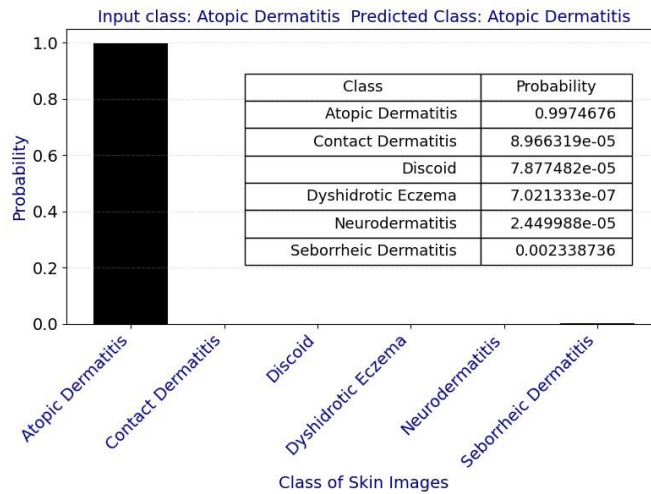 Input class: Atopic Dermatitis Predicted Class: Atopic Dermatitis
Probability
1.0
0.8
0.6
0.4
0.2
0.0
Class Probability
Atopic Dermatitis 0.9974676
Contact Dermatitis 8.966319e-05
Discoid 7.877482e-05
Dyshidrotic Eczema 7.021333e-07
Neurodermatitis 2.449988e-05
Seborrheic Dermatitis 0.002338736
Atopic Dermatitis
Contact Dermatitis
Discoid
Dyshidrotic Eczema
Neurodermatitis
Seborrheic Dermatitis
Class of Skin Images